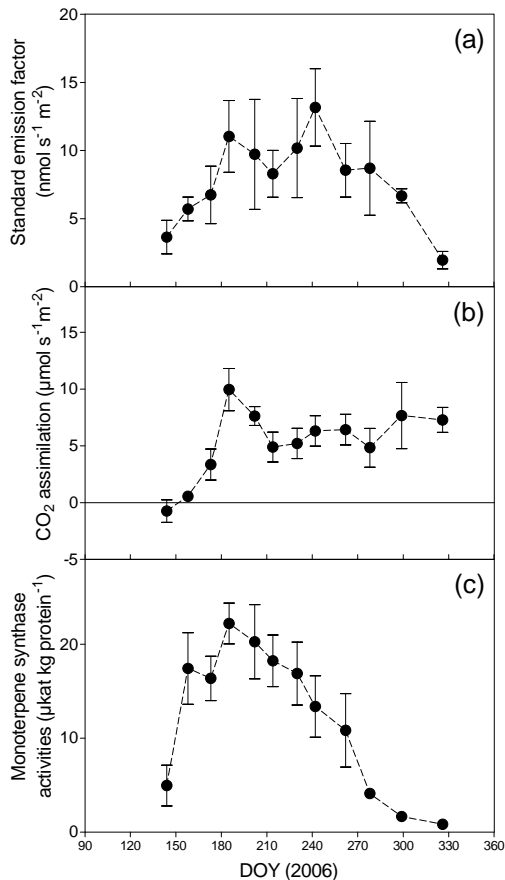 (a)
Standard emission factor
(nmol s⁻¹ m⁻²)
20
15
10
5
0
(b)
CO₂ assimilation (μmol s⁻¹m⁻²)
15
10
5
0
-5
(c)
Monoterpene synthase
activities (μkat kg protein⁻¹)
20
10
0
90 120 150 180 210 240 270 300 330 360
DOY (2006)